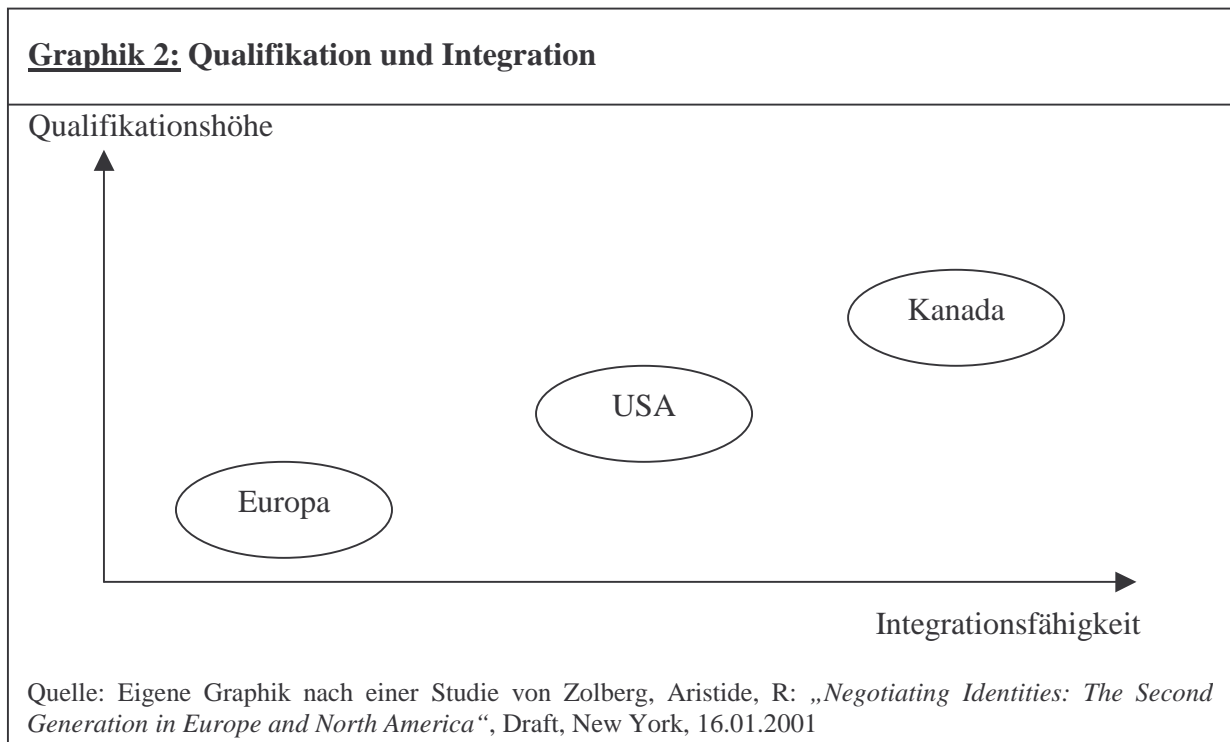 Graphik 2: Qualifikation und Integration
Qualifikationshöhe
Kanada
USA
Europa
Integrationsfähigkeit
Quelle: Eigene Graphik nach einer Studie von Zolberg, Aristide, R: „Negotiating Identities: The Second
Generation in Europe and North America“, Draft, New York, 16.01.2001